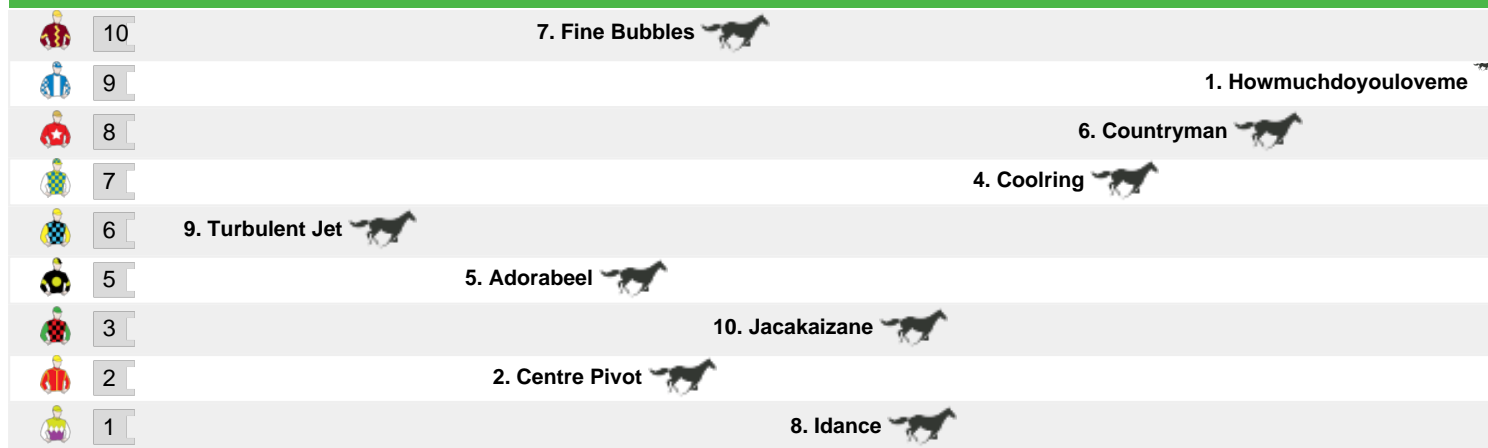 10 7. Fine Bubbles
9 1. Howmuchdoyouloveme
8 6. Countryman
7 4. Coolring
6 9. Turbulent Jet
5 5. Adorabeel
3 10. Jacakaizane
2 2. Centre Pivot
1 8. Idance